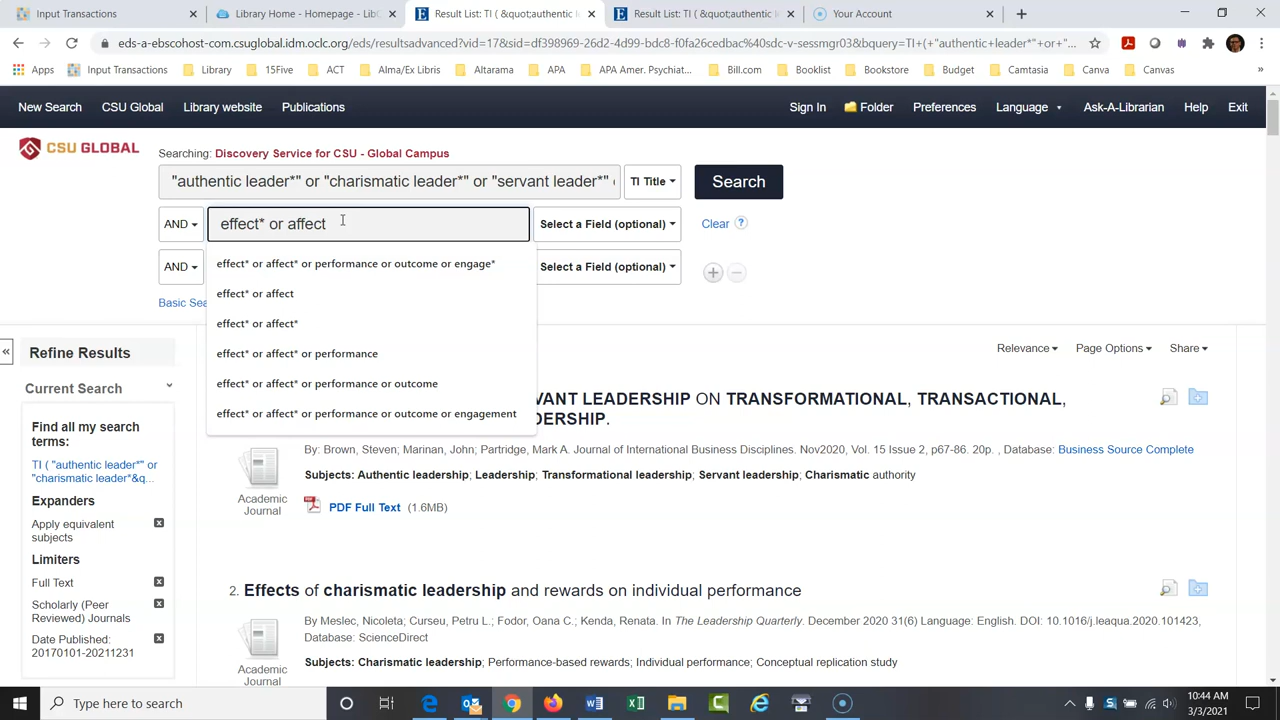 Input Transactions
Library Home - Homepage - LibG
Result List: TI ( &quot;authentic le
Result List: TI ( &quot;authentic l
Your Account
eds-a-ebscohost-com.csuglobal.idm.oclc.org/eds/resultsadvanced?vid=17&sid=df398969-26d2-4d99-bdc8-f0fa26cedbac%40sdc-v-sessmgr03&bquery=TI+(+"authentic+leader*"+or+"...
Apps
Input Transactions
Library
15Five
ACT
Alma/Ex Libris
Altarama
APA
APA Amer. Psychiat...
Bill.com
Booklist
Bookstore
Budget
Camtasia
Canva
Canvas
»
New Search
CSU Global
Library website
Publications
Sign In
Folder
Preferences
Language
Ask-A-Librarian
Help
Exit
CSU GLOBAL
Searching: Discovery Service for CSU - Global Campus
"authentic leader*" or "charismatic leader*" or "servant leader*"
TI Title
Search
AND
effect* or affect
Select a Field (optional)
Clear
?
AND
Select a Field (optional)
effect* or affect* or performance or outcome or engage*
effect* or affect
effect* or affect*
effect* or affect* or performance
effect* or affect* or performance or outcome
effect* or affect* or performance or outcome or engagement
Basic Sea
«
Refine Results
Current Search
Find all my search
terms:
TI ( "authentic leader*" or
"charismatic leader*&q...
Expanders
Apply equivalent
subjects
Limiters
Full Text
Scholarly (Peer
Reviewed) Journals
Date Published:
20170101-20211231
Relevance
Page Options
Share
VANT LEADERSHIP ON TRANSFORMATIONAL, TRANSACTIONAL,
DERSHIP.
By: Brown, Steven; Marinan, John; Partridge, Mark A. Journal of International Business Disciplines. Nov2020, Vol. 15 Issue 2, p67-86. 20p. , Database: Business Source Complete
Subjects: Authentic leadership; Leadership; Transformational leadership; Servant leadership; Charismatic authority
Academic
Journal
PDF Full Text (1.6MB)
2. Effects of charismatic leadership and rewards on individual performance
By Meslec, Nicoleta; Curseu, Petru L.; Fodor, Oana C.; Kenda, Renata. In The Leadership Quarterly. December 2020 31(6) Language: English. DOI: 10.1016/j.leaqua.2020.101423,
Database: ScienceDirect
Subjects: Charismatic leadership; Performance-based rewards; Individual performance; Conceptual replication study
Academic
Journal
Type here to search
10:44 AM
3/3/2021